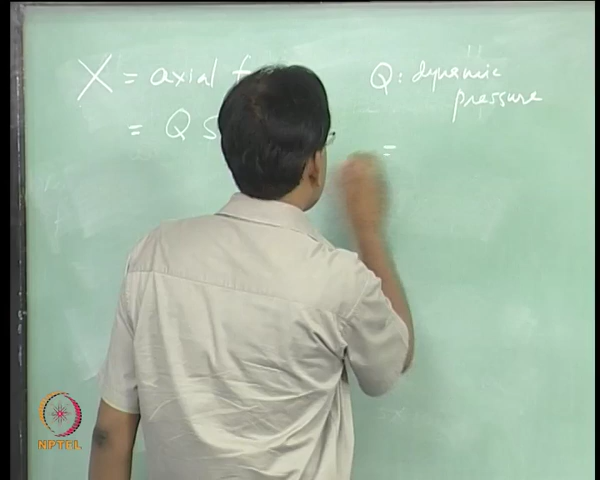 X = axial f
= Q S
Q : dynamic
pressure
=
NPTEL